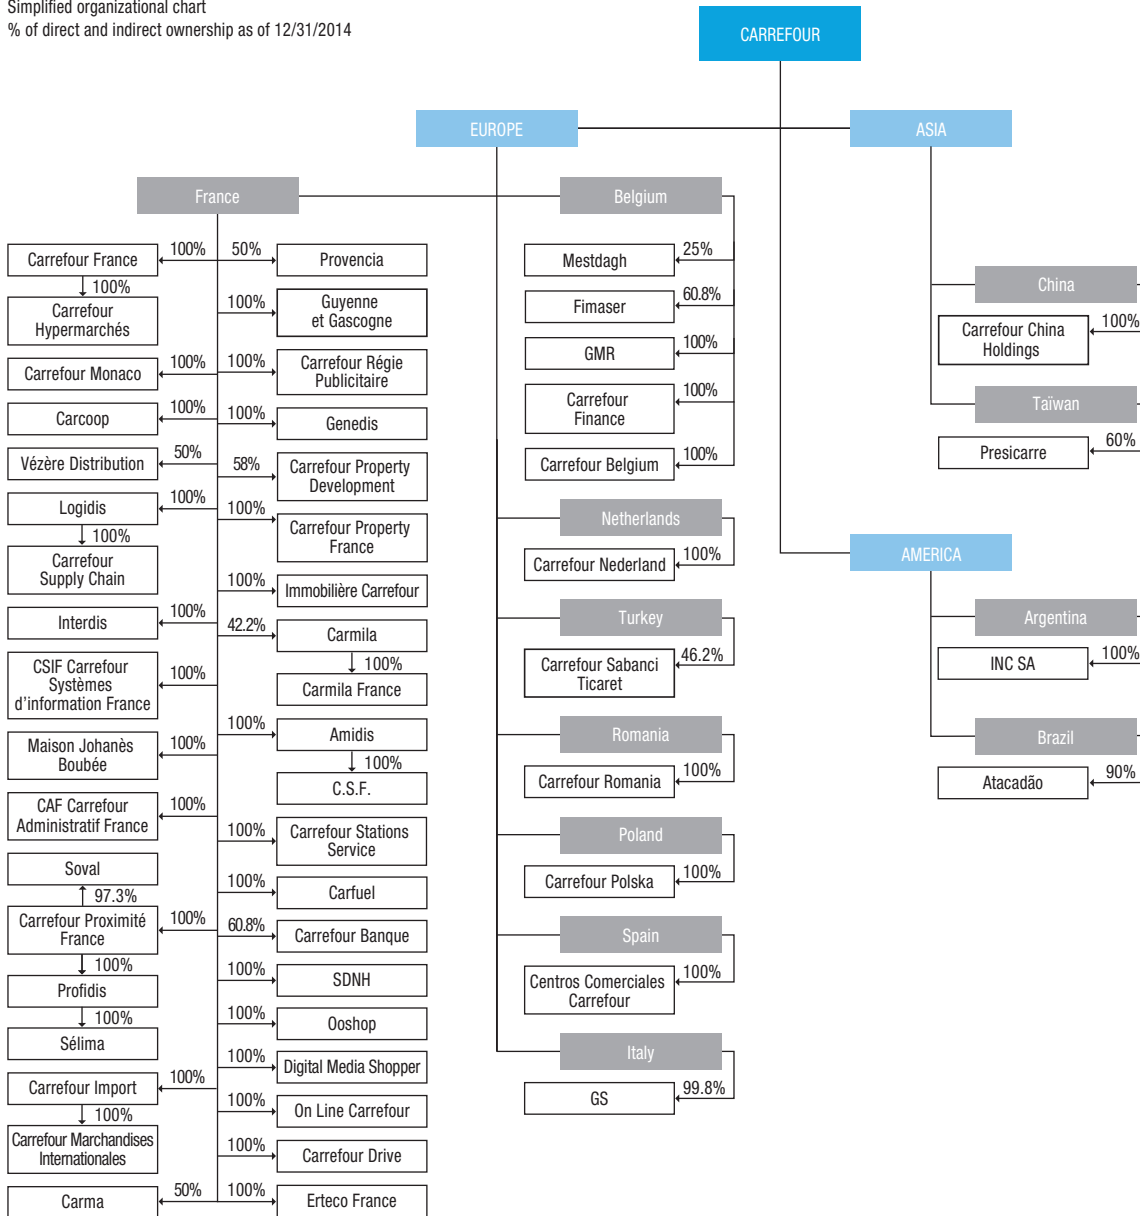 Simplified organizational chart
% of direct and indirect ownership as of 12/31/2014
CARREFOUR
EUROPE
ASIA
AMERICA
France
Carrefour France
100%
100%
Carrefour
Hypermarchés
Carrefour Monaco
100%
Carcoop
100%
Vézère Distribution
50%
Logidis
100%
100%
Carrefour
Supply Chain
Interdis
100%
CSIF Carrefour
Systèmes
d'information France
100%
Maison Johanès
Boubée
100%
CAF Carrefour
Administratif France
100%
Soval
97.3%
Carrefour Proximité
France
100%
100%
Profidis
100%
Sélima
Carrefour Import
100%
100%
Carrefour Marchandises
Internationales
Carma
50%
50%
Provencia
100%
Guyenne
et Gascogne
100%
Carrefour Régie
Publicitaire
100%
Genedis
58%
Carrefour Property
Development
100%
Carrefour Property
France
100%
Immobilière Carrefour
42.2%
Carmila
100%
Carmila France
100%
Amidis
100%
C.S.F.
100%
Carrefour Stations
Service
100%
Carfuel
60.8%
Carrefour Banque
100%
SDNH
100%
Ooshop
100%
Digital Media Shopper
100%
On Line Carrefour
100%
Carrefour Drive
100%
Erteco France
Belgium
Mestdagh
25%
Fimaser
60.8%
GMR
100%
Carrefour
Finance
100%
Carrefour Belgium
100%
Netherlands
Carrefour Nederland
100%
Turkey
Carrefour Sabanci
Ticaret
46.2%
Romania
Carrefour Romania
100%
Poland
Carrefour Polska
100%
Spain
Centros Comerciales
Carrefour
100%
Italy
GS
99.8%
China
Carrefour China
Holdings
100%
Taïwan
Presicarre
60%
Argentina
INC SA
100%
Brazil
Atacadão
90%